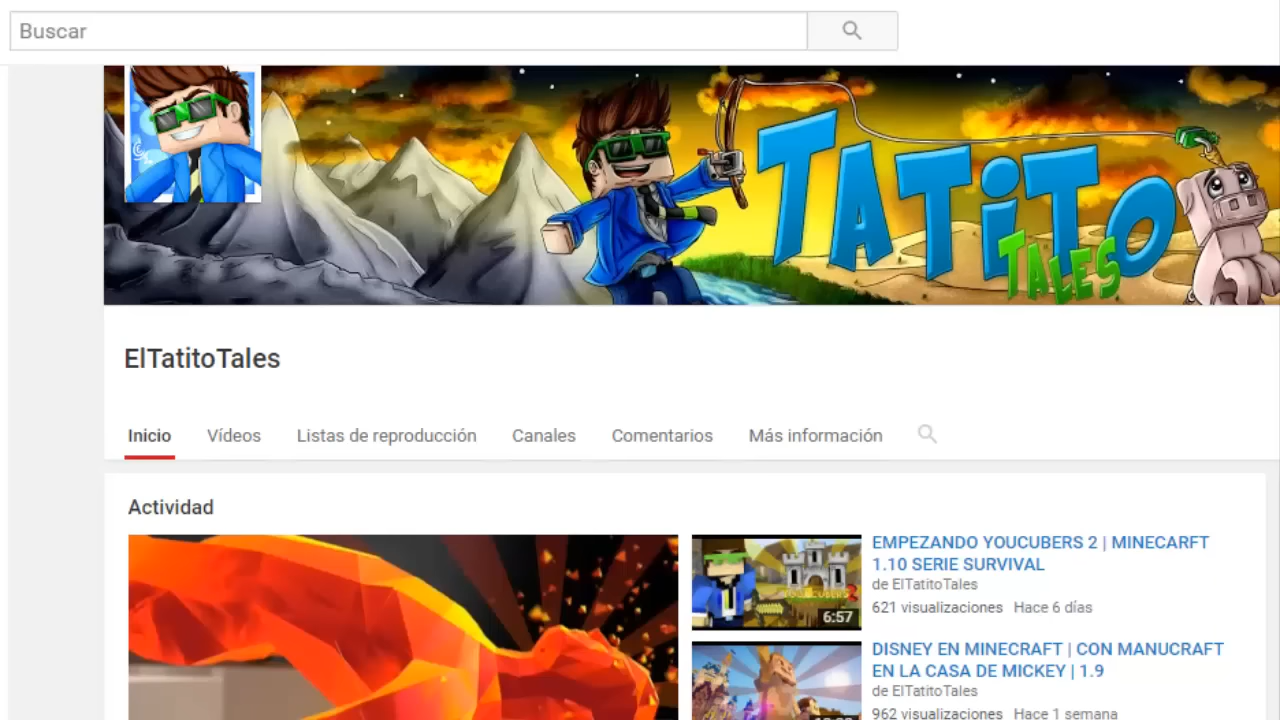 Buscar
TATiTO
TALES
ElTatitoTales
Inicio Vídeos Listas de reproducción Canales Comentarios Más información
Actividad
EMPEZANDO YOUCUBERS 2 | MINECARFT
1.10 SERIE SURVIVAL
de ElTatitoTales
621 visualizaciones Hace 6 días
6:57
DISNEY EN MINECRAFT | CON MANUCRAFT
EN LA CASA DE MICKEY | 1.9
de ElTatitoTales
962 visualizaciones Hace 1 semana